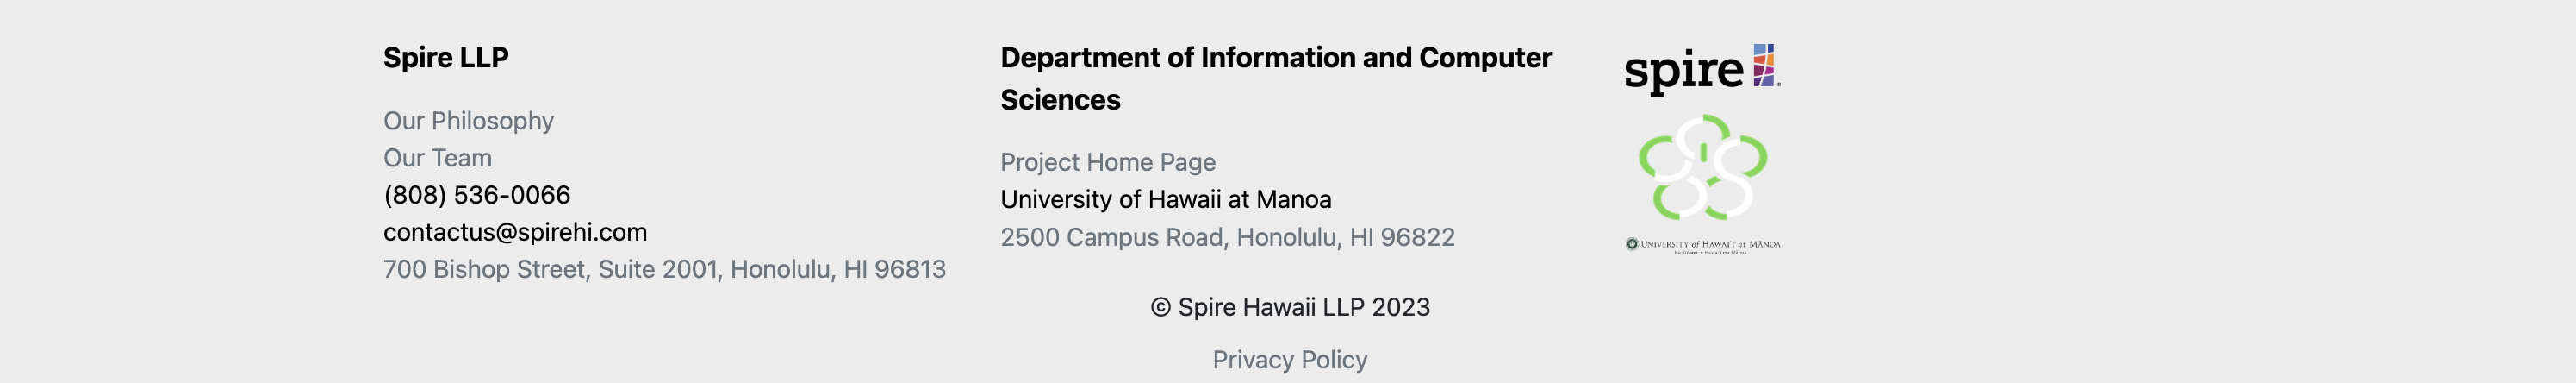 Spire LLP
Our Philosophy
Our Team
(808) 536-0066
contactus@spirehi.com
700 Bishop Street, Suite 2001, Honolulu, HI 96813
Department of Information and Computer
Sciences
Project Home Page
University of Hawaii at Manoa
2500 Campus Road, Honolulu, HI 96822
spire
UNIVERSITY of HAWAI'I at MĀNOA
© Spire Hawaii LLP 2023
Privacy Policy